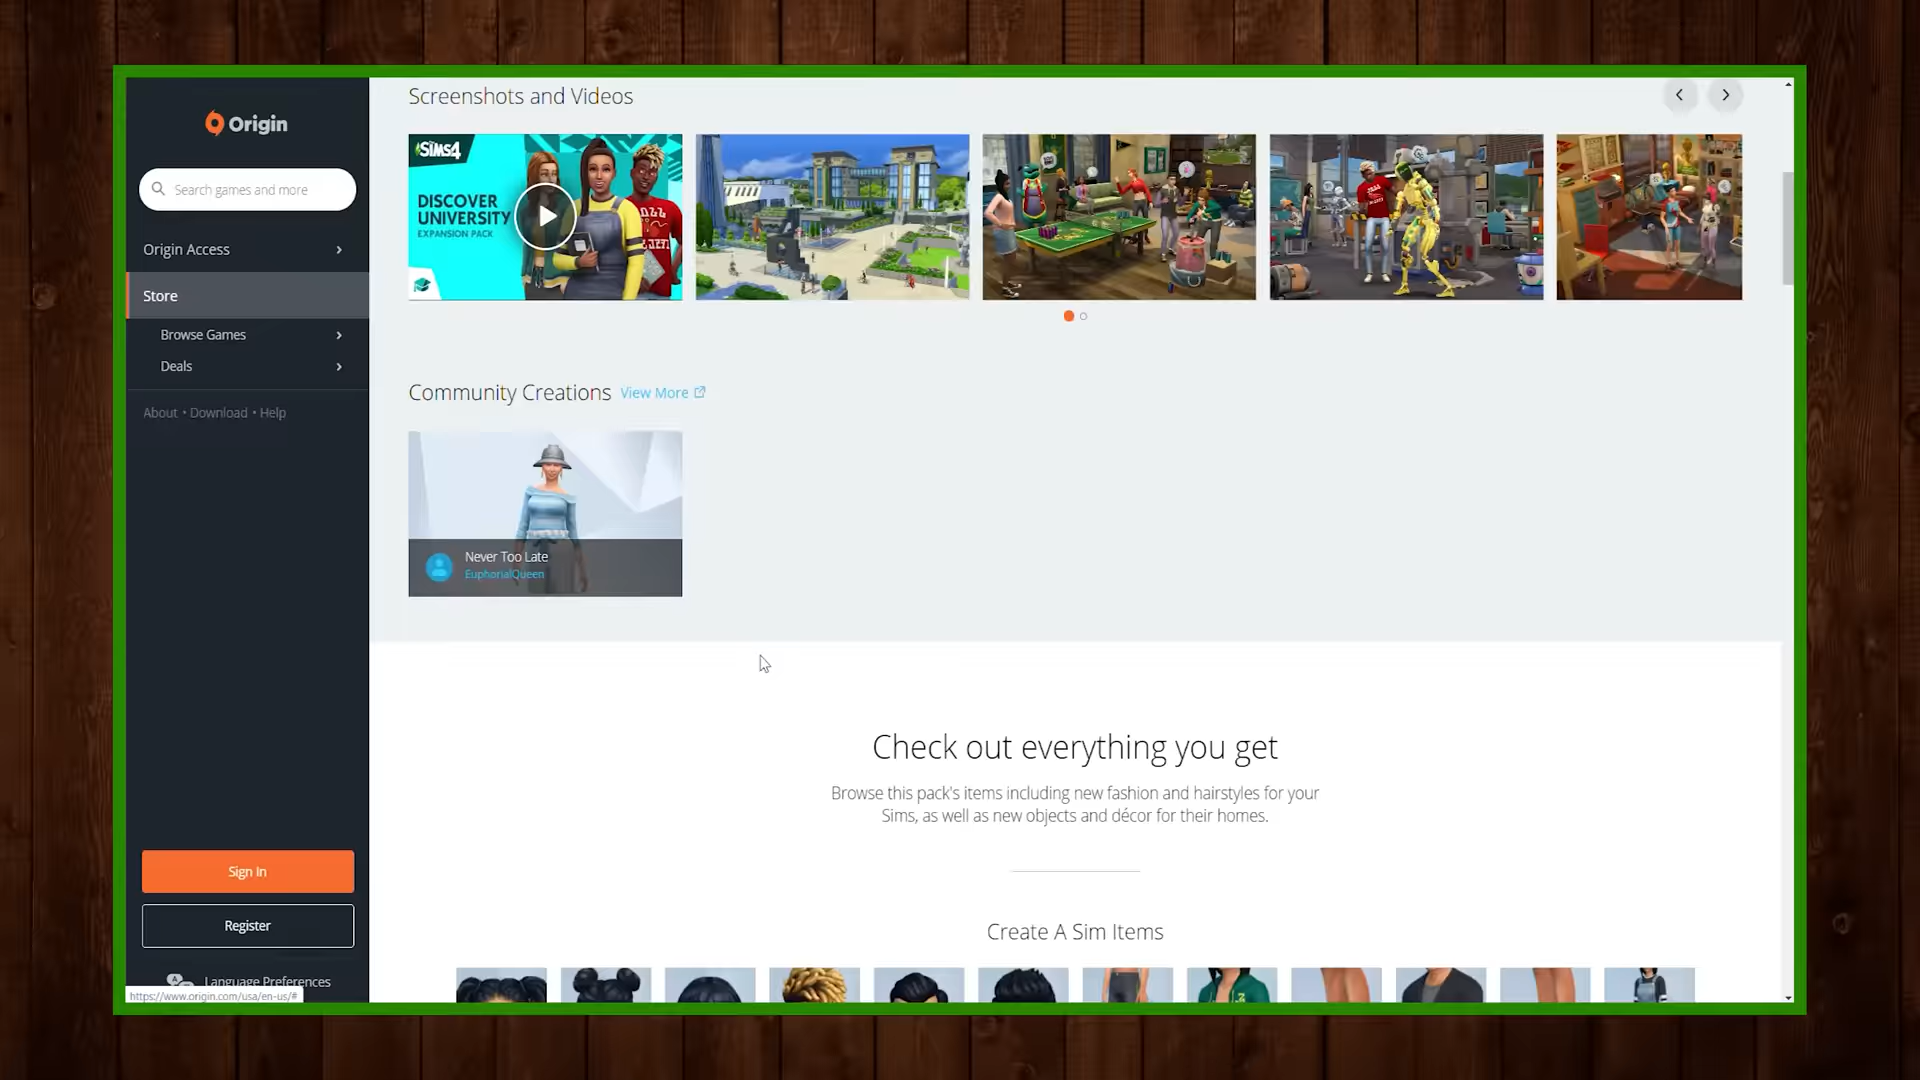 Origin
Search games and more
Origin Access
Store
Browse Games
Deals
About • Download • Help
Sign In
Register
Language Preferences
https://www.origin.com/usa/en-us/#
Screenshots and Videos
SIMS4
DISCOVER
UNIVERSITY
EXPANSION PACK
Community Creations View More
Never Too Late
EuphorialQueen
Check out everything you get
Browse this pack's items including new fashion and hairstyles for your
Sims, as well as new objects and décor for their homes.
Create A Sim Items